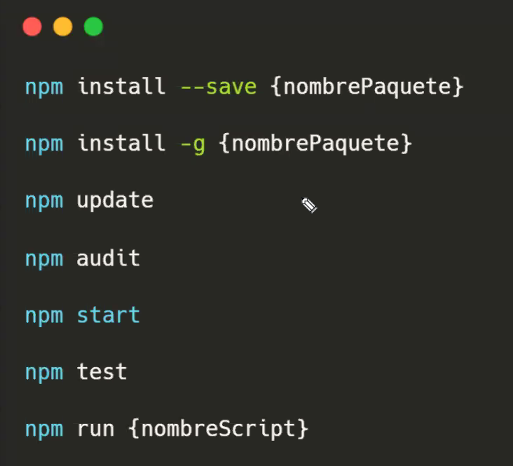 npm install --save {nombrePaquete}
npm install -g {nombrePaquete}
npm update
npm audit
npm start
npm test
npm run {nombreScript}